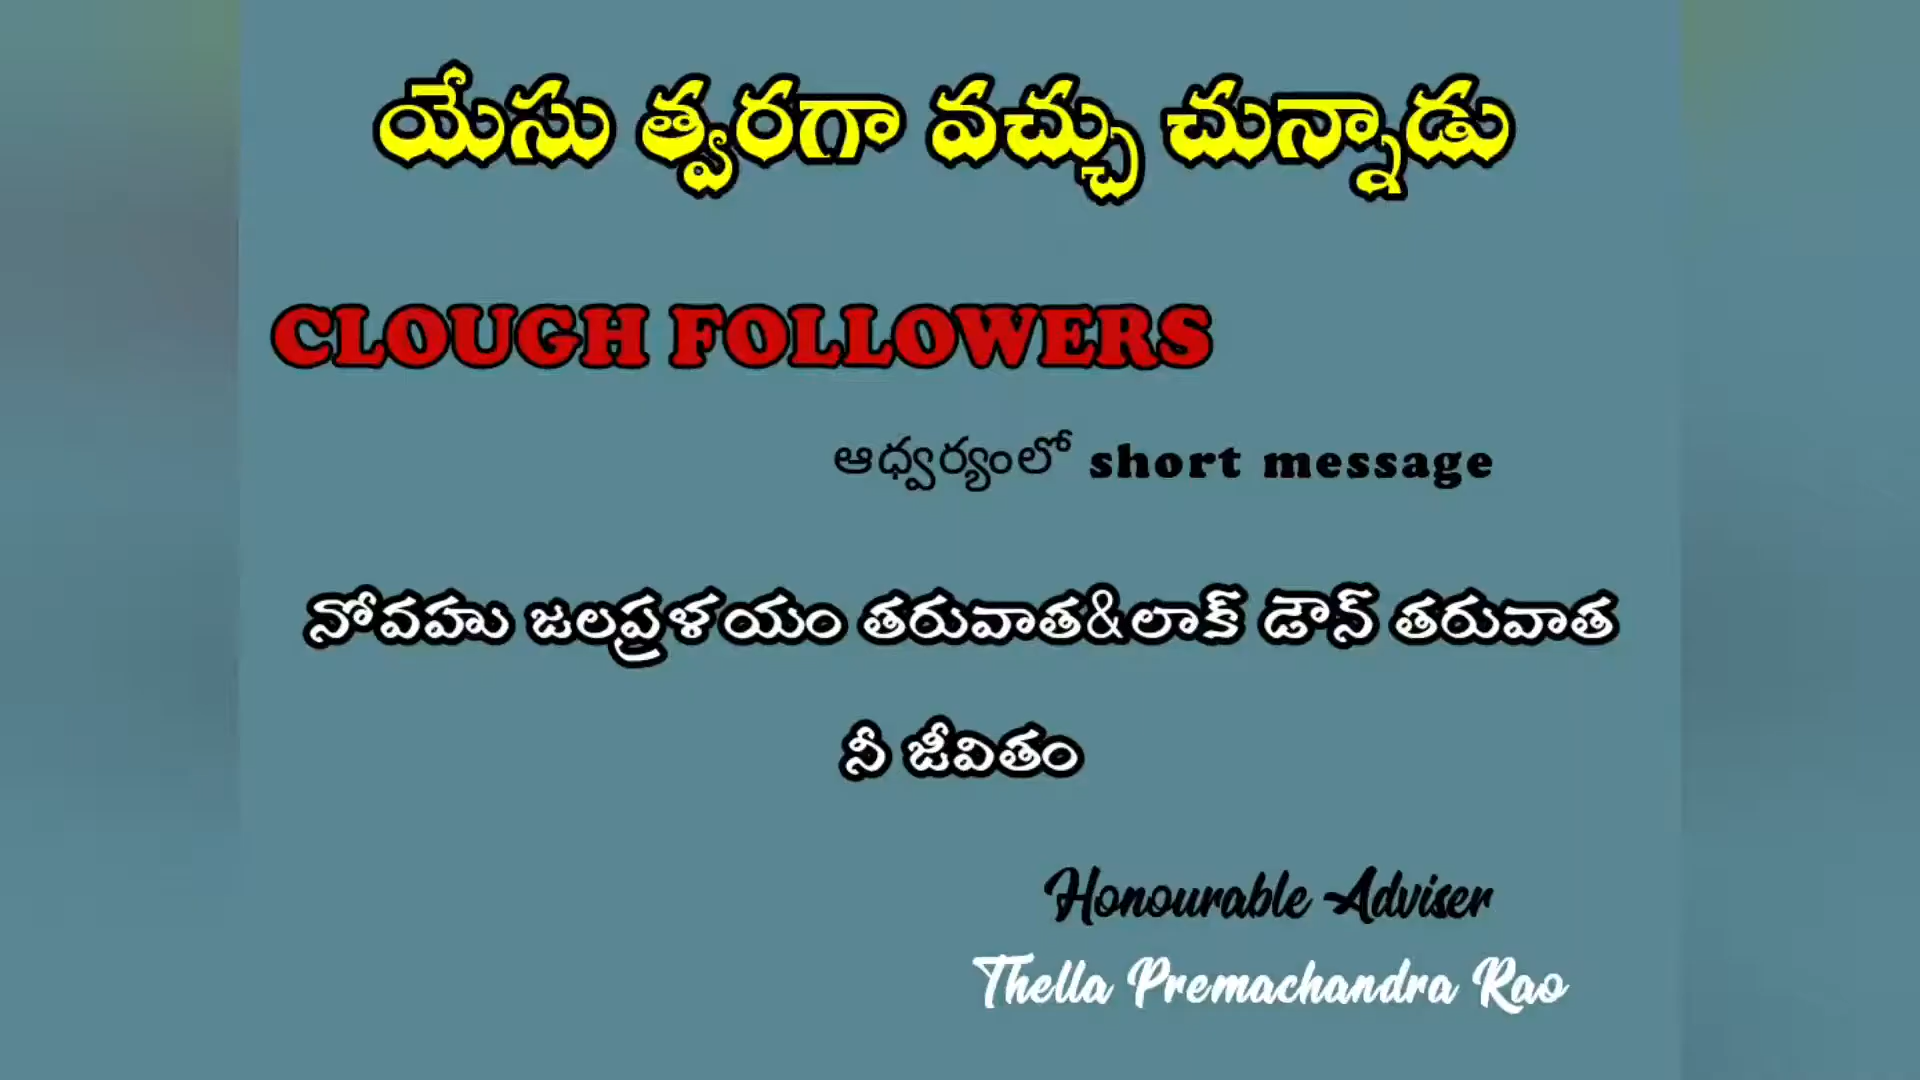 యేసు త్వరగా వచ్చు చున్నాడు
CLOUGH FOLLOWERS
ఆధ్వర్యంలో short message
నోవహు జలప్రళయం తరువాత&లాక్ డౌన్ తరువాత
నీ జీవితం
Honourable Adviser
Thella Premachandra Rao